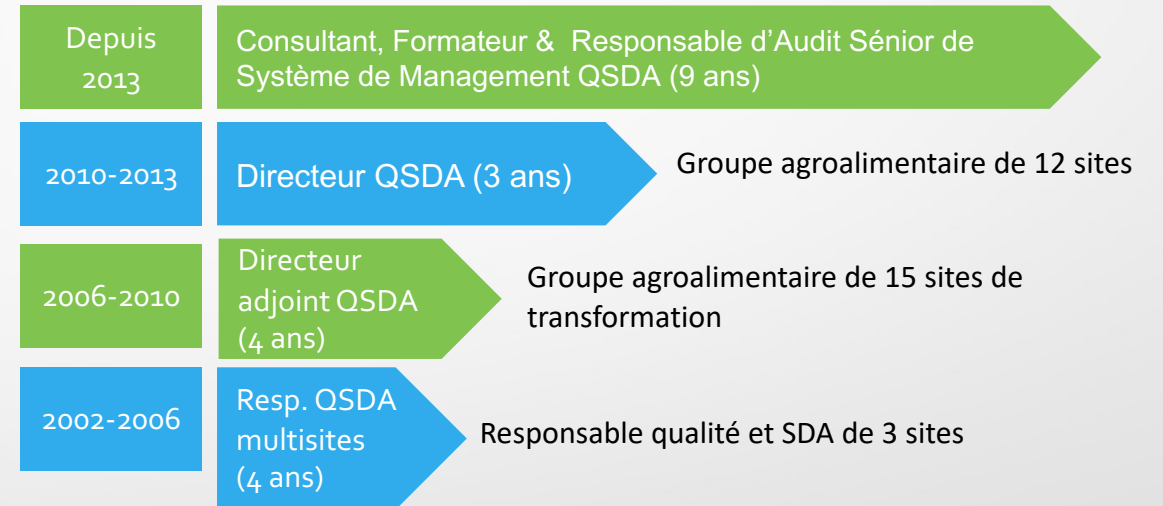 Depuis
2013
Consultant, Formateur & Responsable d'Audit Sénior de
Système de Management QSDA (9 ans)
2010-2013
Directeur QSDA (3 ans)
Groupe agroalimentaire de 12 sites
2006-2010
Directeur
adjoint QSDA
(4 ans)
Groupe agroalimentaire de 15 sites de
transformation
2002-2006
Resp. QSDA
multisites
(4 ans)
Responsable qualité et SDA de 3 sites